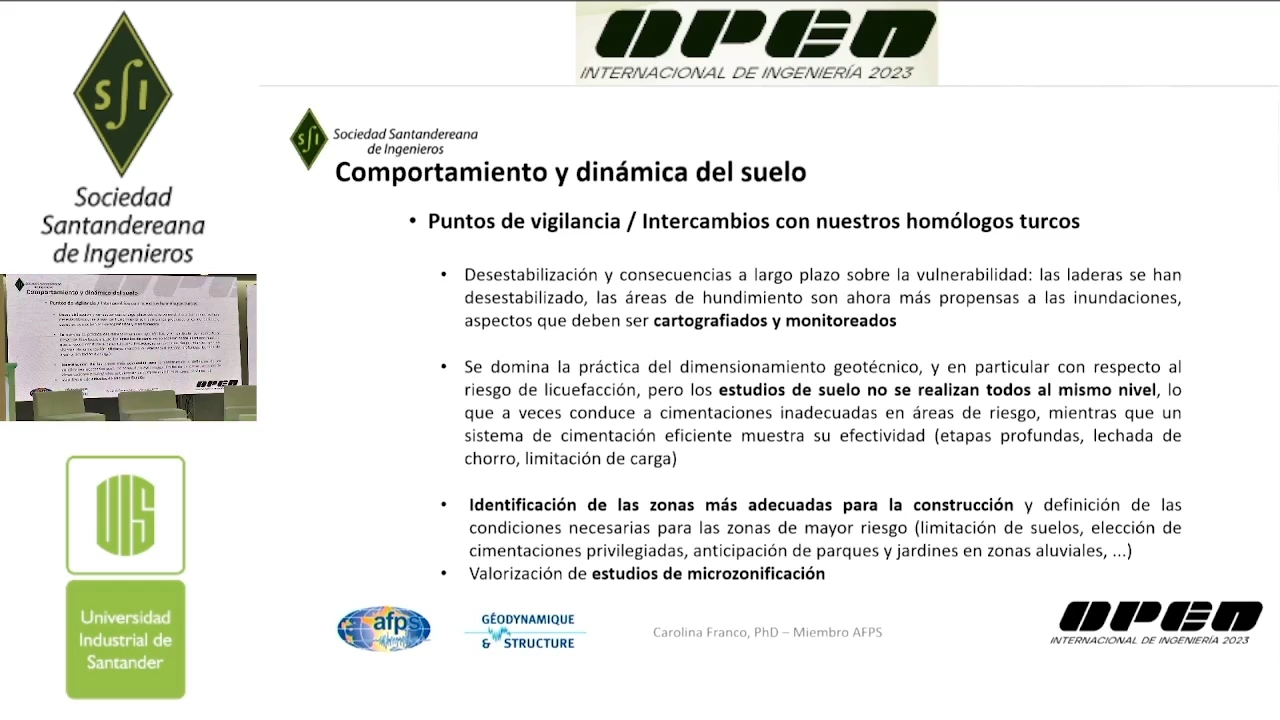 OPEN
INTERNACIONAL DE INGENIERÍA 2023
SSI
Sociedad
Santandereana
de Ingenieros
SSI
Sociedad Santandereana
de Ingenieros
Comportamiento y dinámica del suelo
• Puntos de vigilancia / Intercambios con nuestros homólogos turcos
• Desestabilización y consecuencias a largo plazo sobre la vulnerabilidad: las laderas se han
desestabilizado, las áreas de hundimiento son ahora más propensas a las inundaciones,
aspectos que deben ser cartografiados y monitoreados
• Se domina la práctica del dimensionamiento geotécnico, y en particular con respecto al
riesgo de licuefacción, pero los estudios de suelo no se realizan todos al mismo nivel, lo
que a veces conduce a cimentaciones inadecuadas en áreas de riesgo, mientras que un
sistema de cimentación eficiente muestra su efectividad (etapas profundas, lechada de
chorro, limitación de carga)
• Identificación de las zonas más adecuadas para la construcción y definición de las
condiciones necesarias para las zonas de mayor riesgo (limitación de suelos, elección de
cimentaciones privilegiadas, anticipación de parques y jardines en zonas aluviales, ...)
• Valorización de estudios de microzonificación
afps
GÉODYNAMIQUE
& STRUCTURE
Carolina Franco, PhD – Miembro AFPS
OPEN
INTERNACIONAL DE INGENIERÍA 2023
Comportamiento y dinámica del suelo
OPEN
UIS
Universidad
Industrial de
Santander